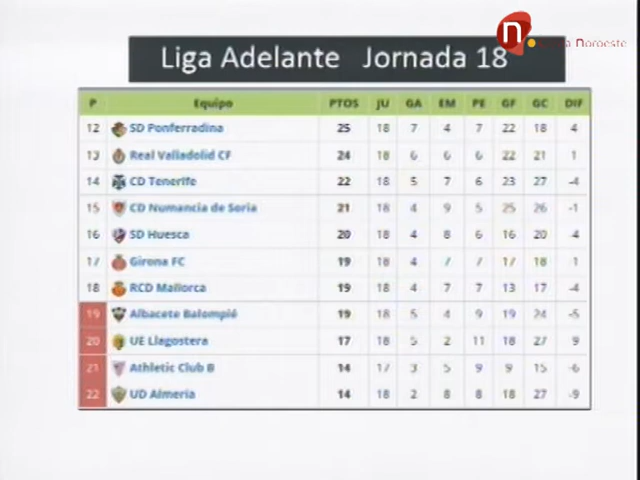 n
Noroeste
Liga Adelante Jornada 18
P Equipo PTOS JU GA EM PE GF GC DIF
12 SD Ponferradina 25 18 7 4 7 22 18 4
13 Real Valladolid CF 24 18 6 6 6 22 21 1
14 CD Tenerife 22 18 5 7 6 23 27 -4
15 CD Numancia de Soria 21 18 4 9 5 25 26 -1
16 SD Huesca 20 18 4 8 6 16 20 -4
17 Girona FC 19 18 4 7 7 17 18 1
18 RCD Mallorca 19 18 4 7 7 13 17 -4
19 Albacete Balompié 19 18 5 4 9 19 24 -5
20 UE Llagostera 17 18 5 2 11 18 27 9
21 Athletic Club B 14 17 3 5 9 9 15 -6
22 UD Almeria 14 18 2 8 8 18 27 -9